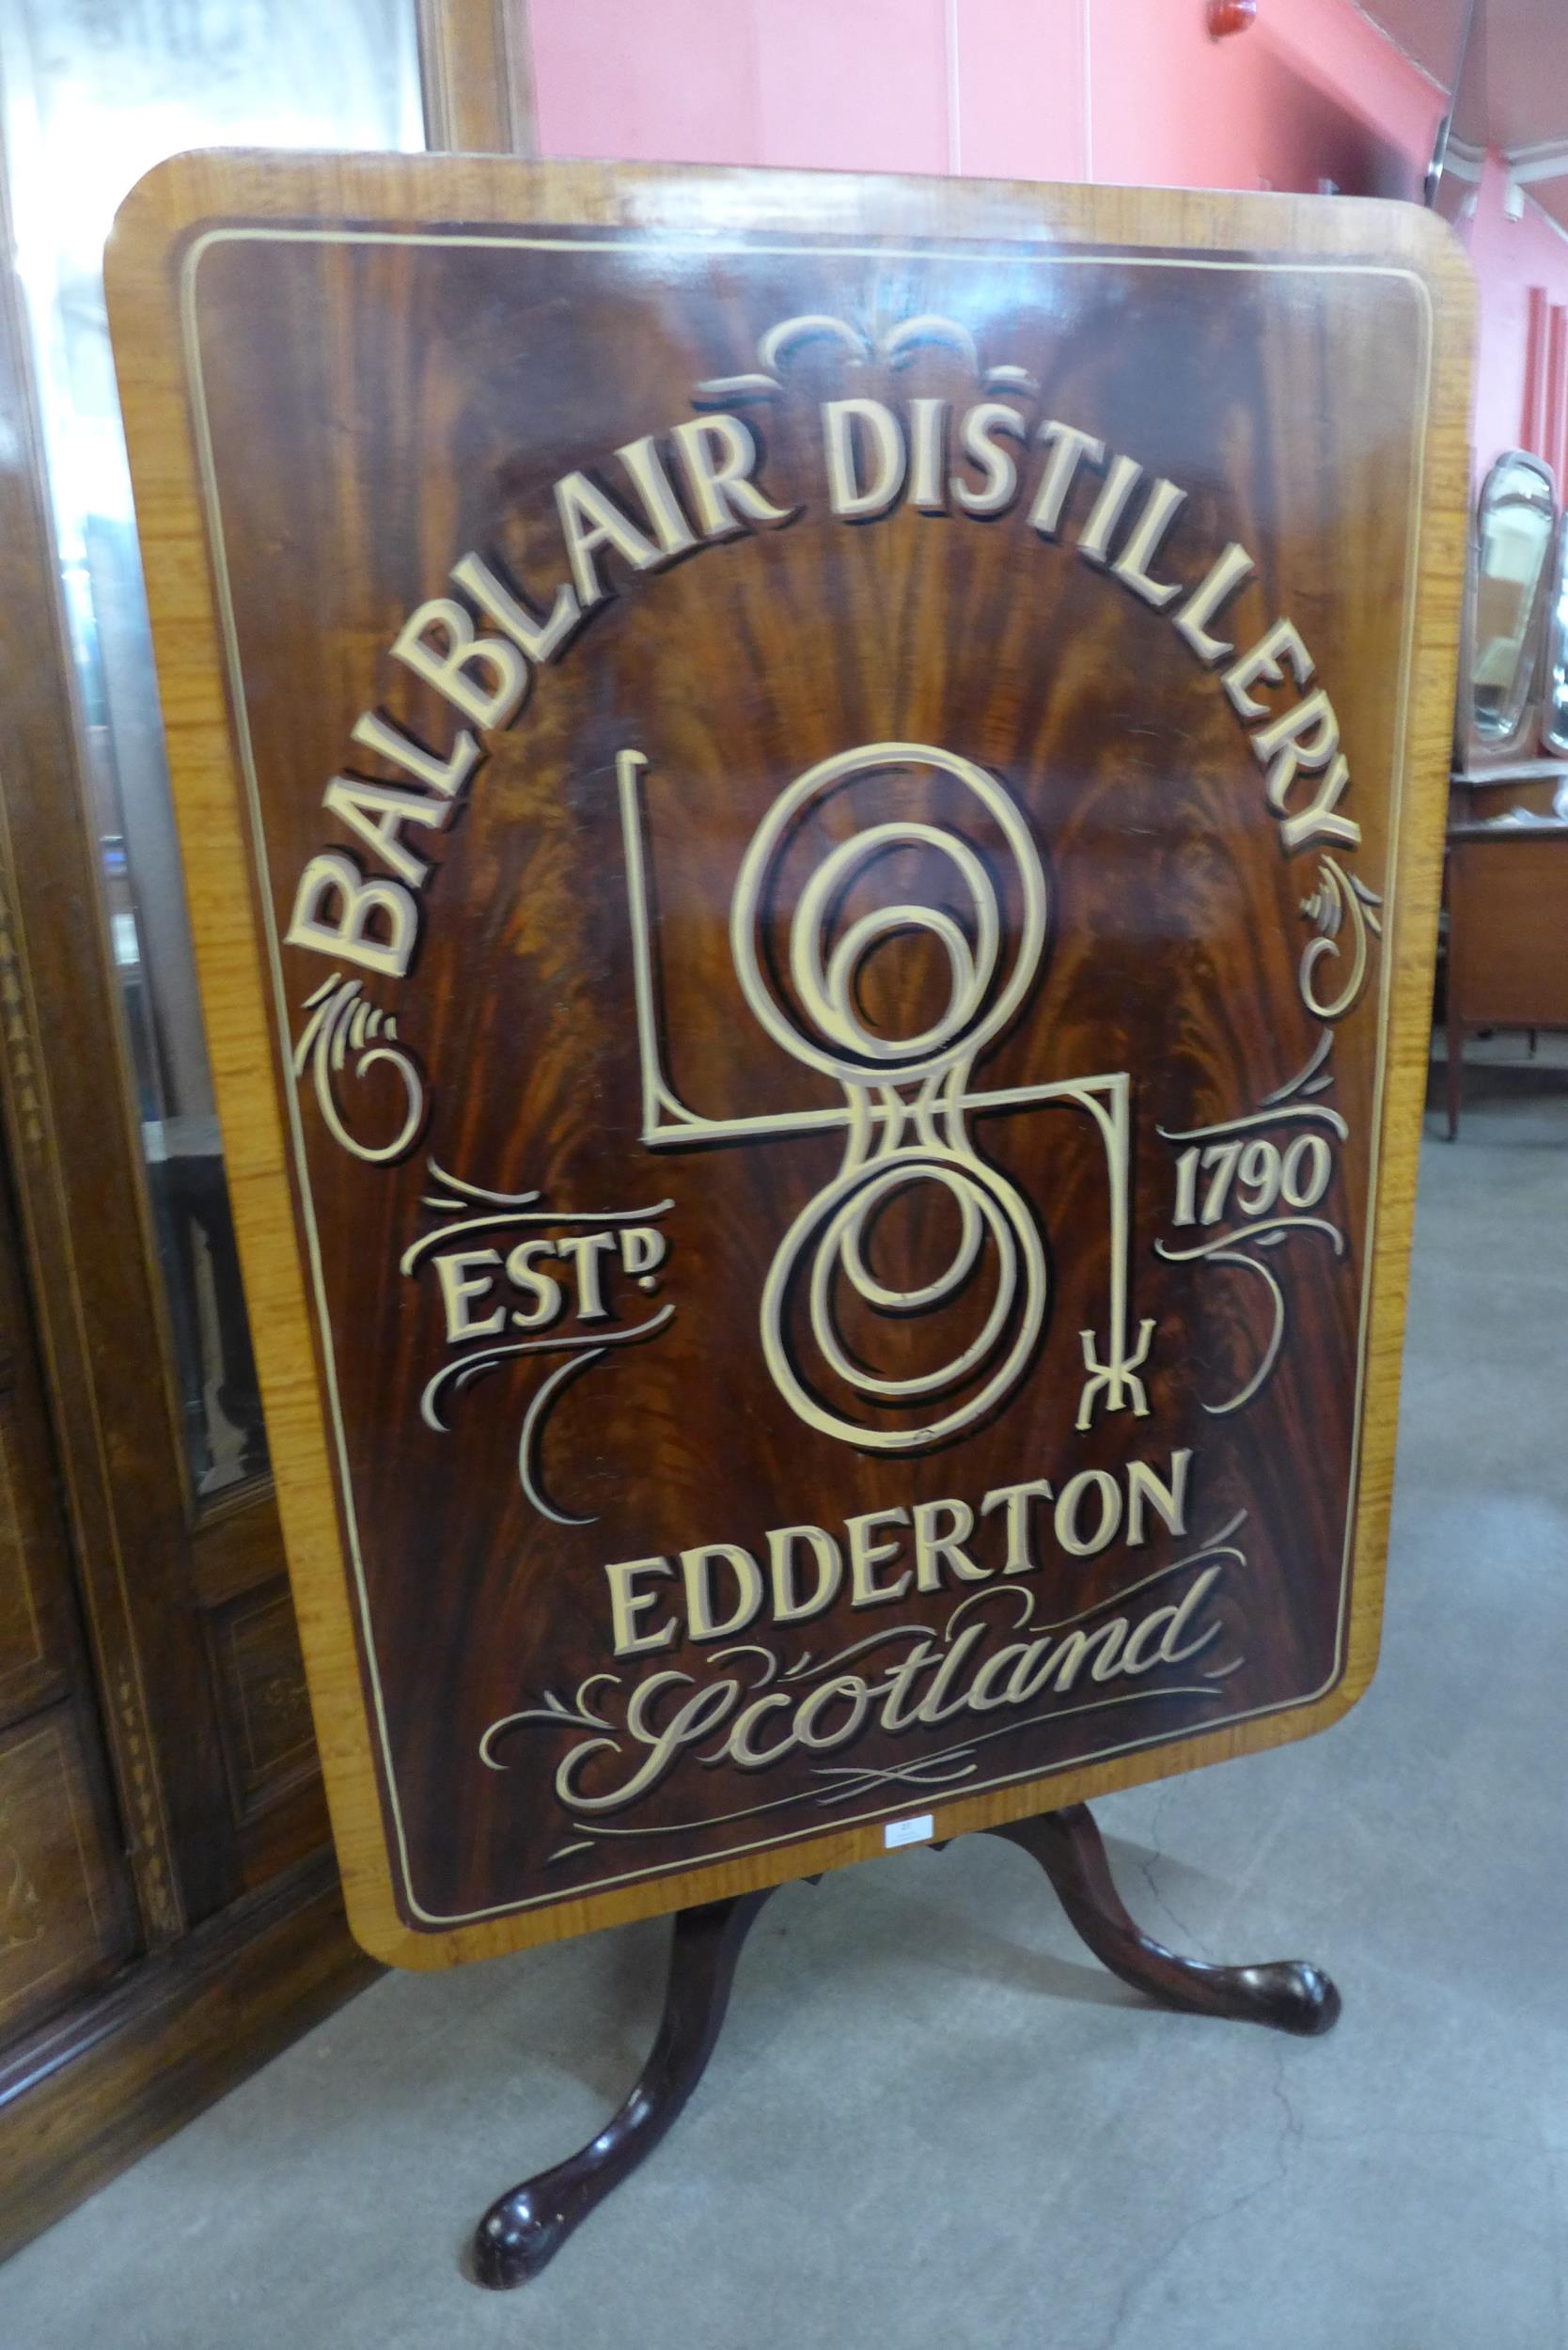 BALBLAIR DISTILLERY
ESTD.
1790
EDDERTON
Scotland